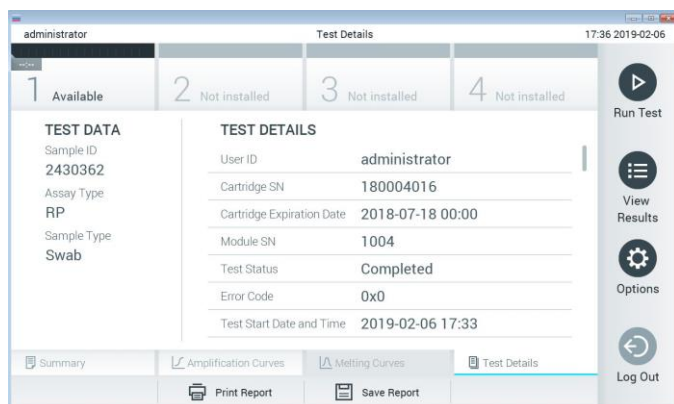 administrator Test Details 17:36 2019-02-06
--:--
1 Available 2 Not installed 3 Not installed 4 Not installed
Run Test
TEST DATA
Sample ID
2430362
Assay Type
RP
Sample Type
Swab
TEST DETAILS
User ID administrator
Cartridge SN 180004016
Cartridge Expiration Date 2018-07-18 00:00
Module SN 1004
Test Status Completed
Error Code 0x0
Test Start Date and Time 2019-02-06 17:33
View
Results
Options
Log Out
Summary Amplification Curves Melting Curves Test Details
Print Report Save Report